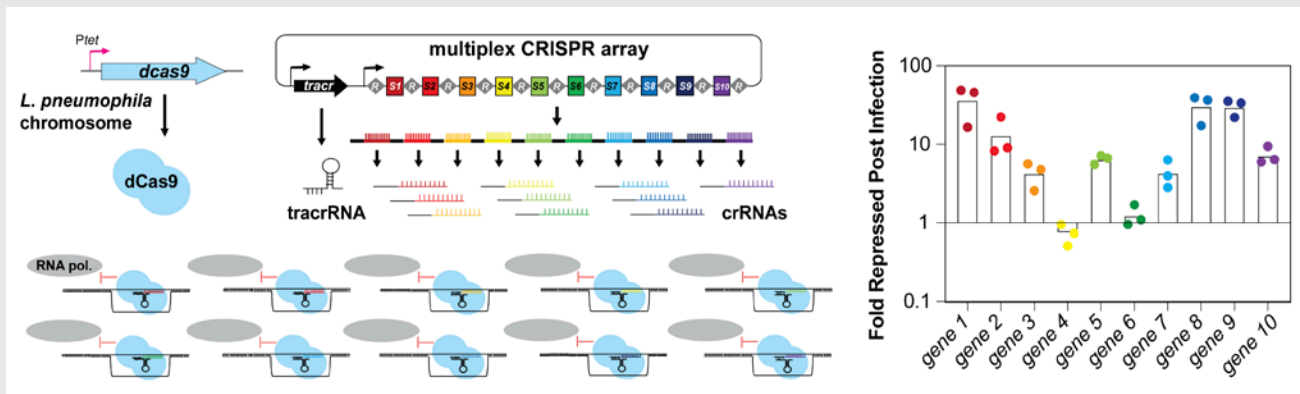 Ptet
dcas9
L. pneumophila
chromosome
dCas9
multiplex CRISPR array
tracr
R S1 R S2 R S3 R S4 R S5 R S6 R S7 R S8 R S9 R S10 R
tracrRNA
crRNAs
RNA pol.
Fold Repressed Post Infection
100
10
1
0.1
gene 1
gene 2
gene 3
gene 4
gene 5
gene 6
gene 7
gene 8
gene 9
gene 10